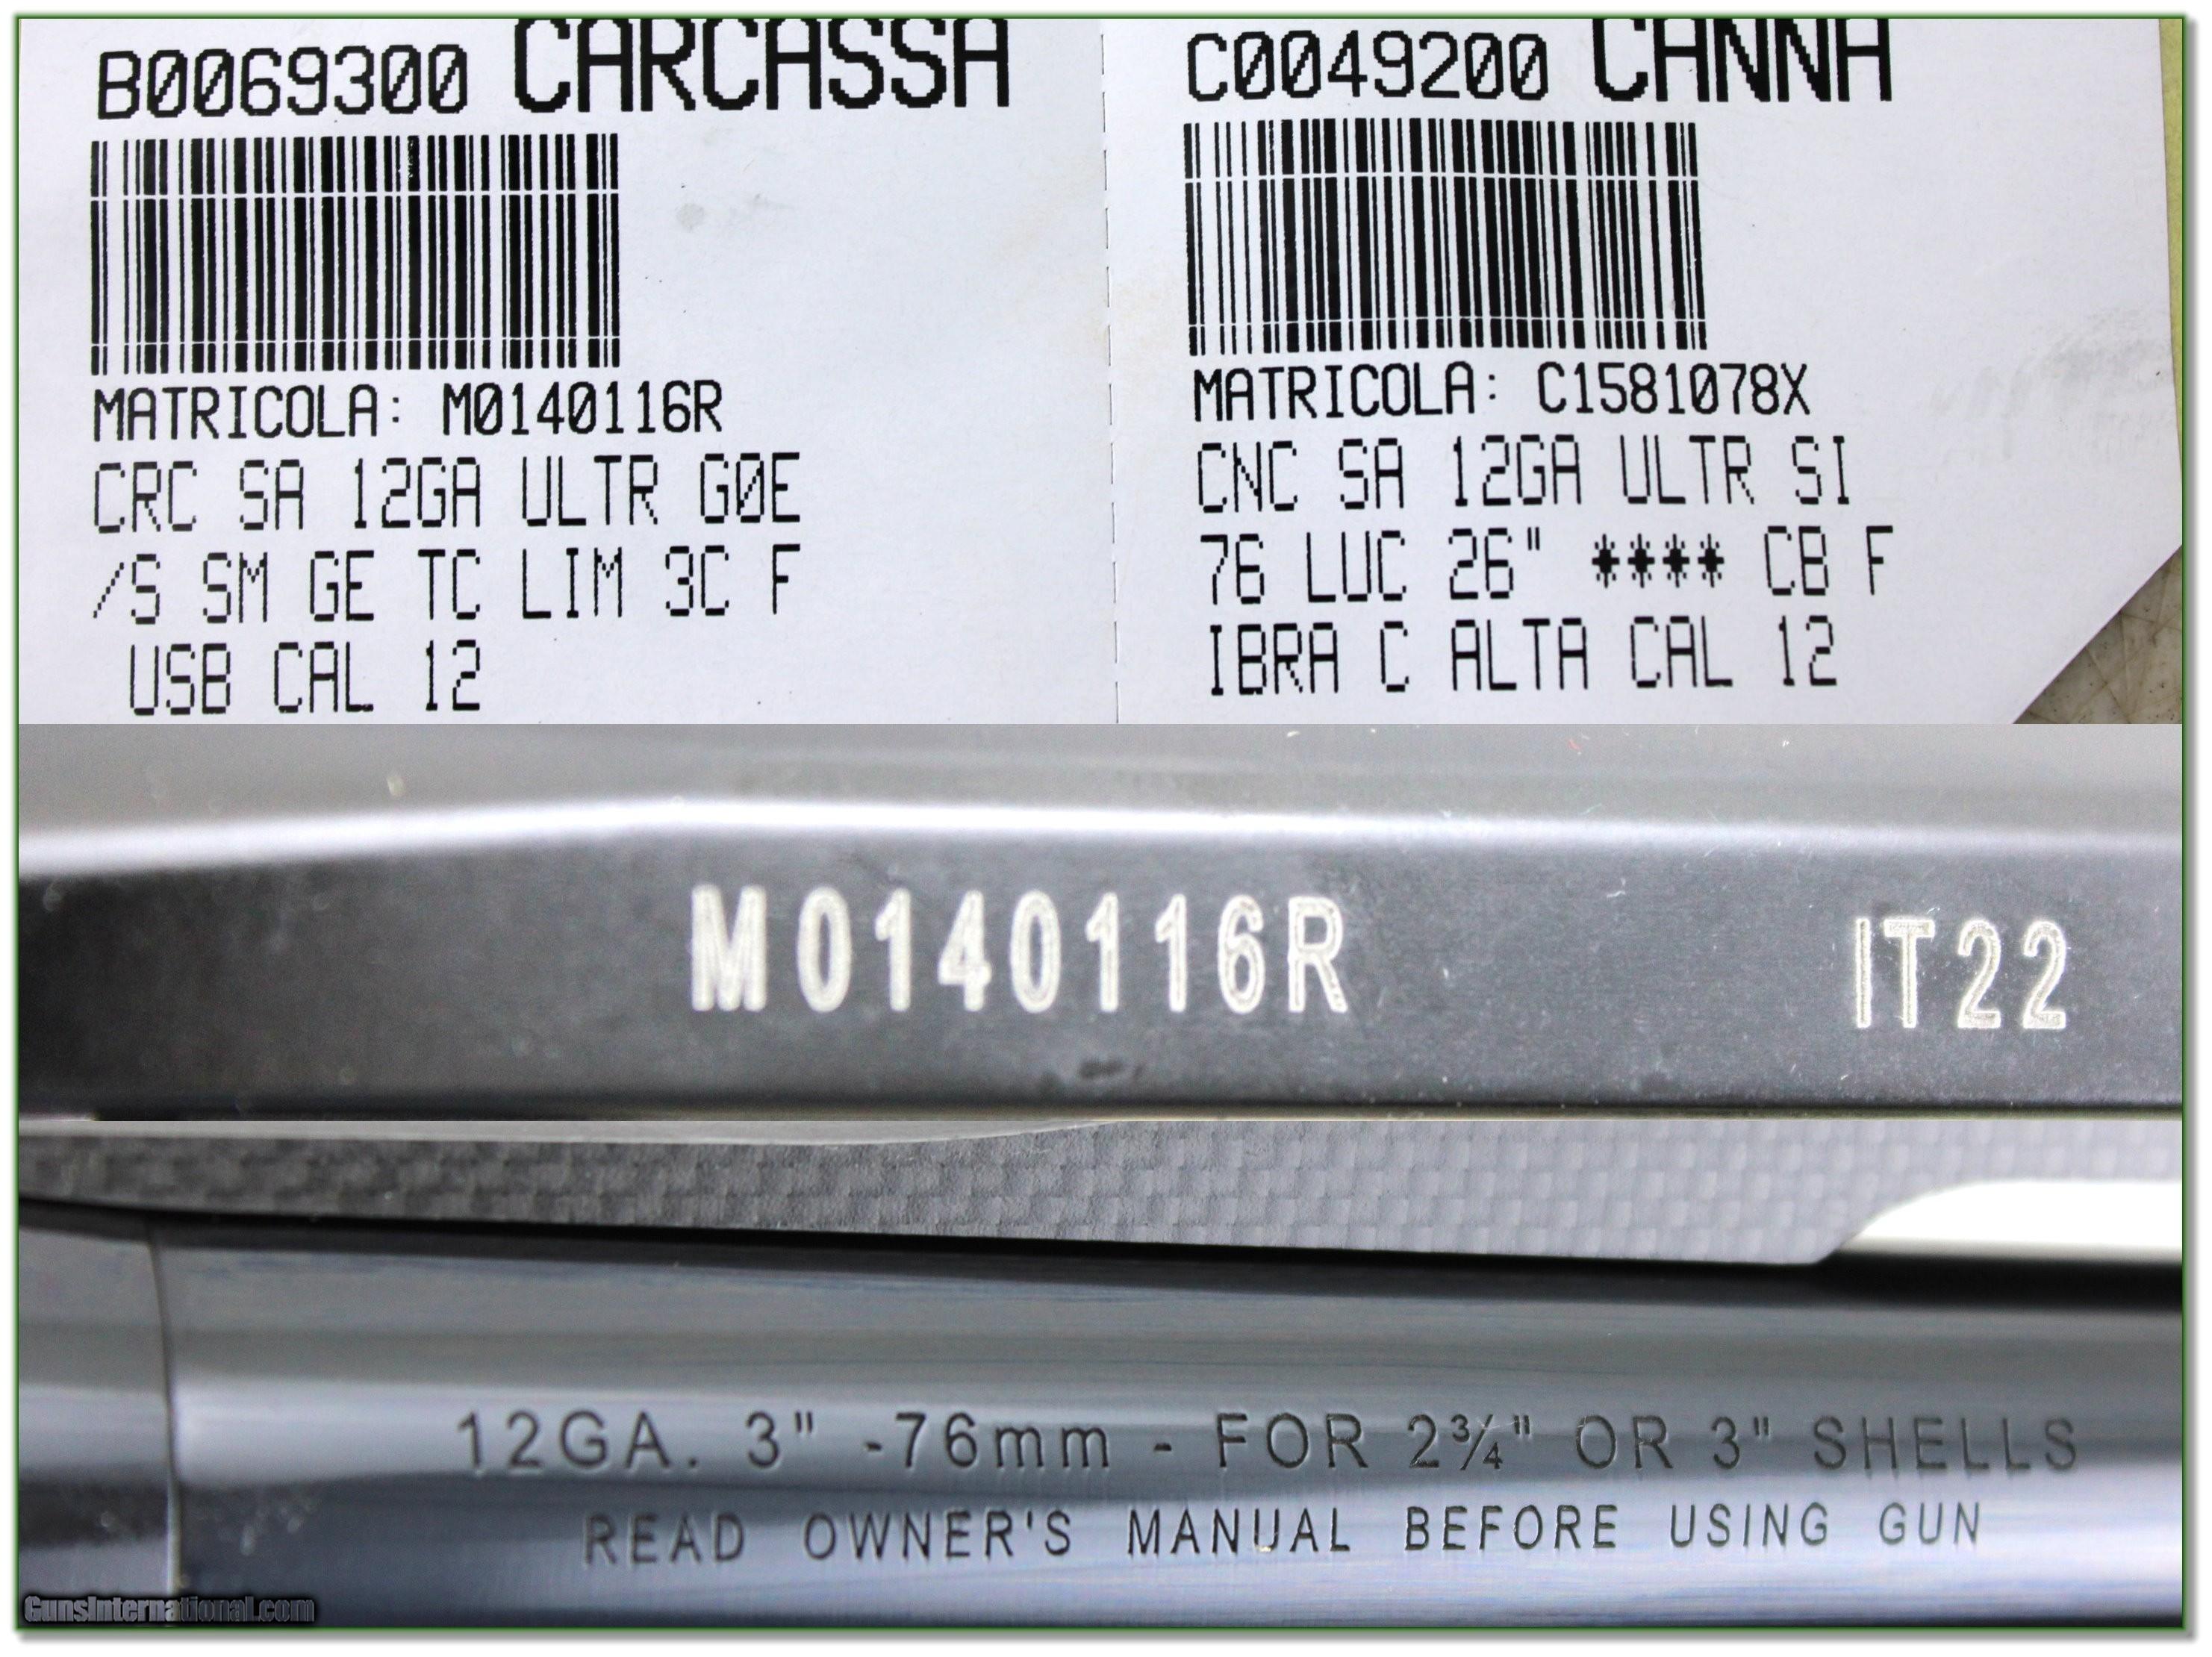 B0069300 CARCASSA
MATRICOLA: M0140116R
CRC SA 12GA ULTR G0E
/S SM GE TC LIM 3C F
USB CAL 12
C0049200 CANNA
MATRICOLA: C1581078X
CNC SA 12GA ULTR SI
76 LUC 26" **** CB F
IBRA C ALTA CAL 12
M0140116R IT22
12GA. 3" -76mm - FOR 2¾" OR 3" SHELLS
READ OWNER'S MANUAL BEFORE USING GUN
GunsInternational.com